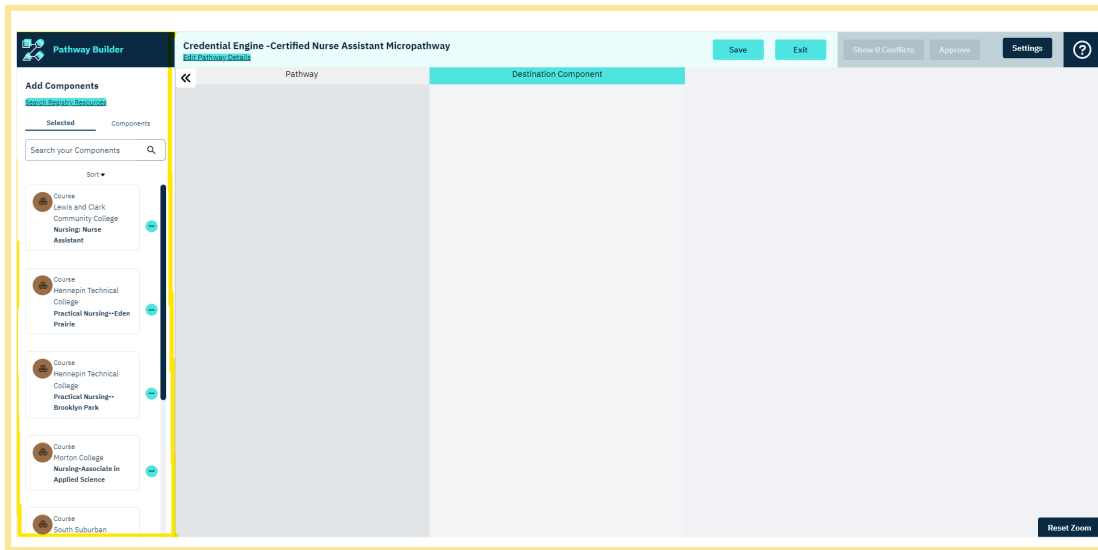 Pathway Builder
Credential Engine -Certified Nurse Assistant Micropathway
Edit Pathway Details
Save
Exit
Show 0 Conflicts
Approve
Settings
?
Add Components
Search Registry Resources
Selected
Components
Search your Components
Sort
Course
Lewis and Clark
Community College
Nursing: Nurse
Assistant
Course
Hennepin Technical
College
Practical Nursing--Eden
Prairie
Course
Hennepin Technical
College
Practical Nursing--
Brooklyn Park
Course
Morton College
Nursing-Associate in
Applied Science
Course
South Suburban
Pathway
Destination Component
Reset Zoom